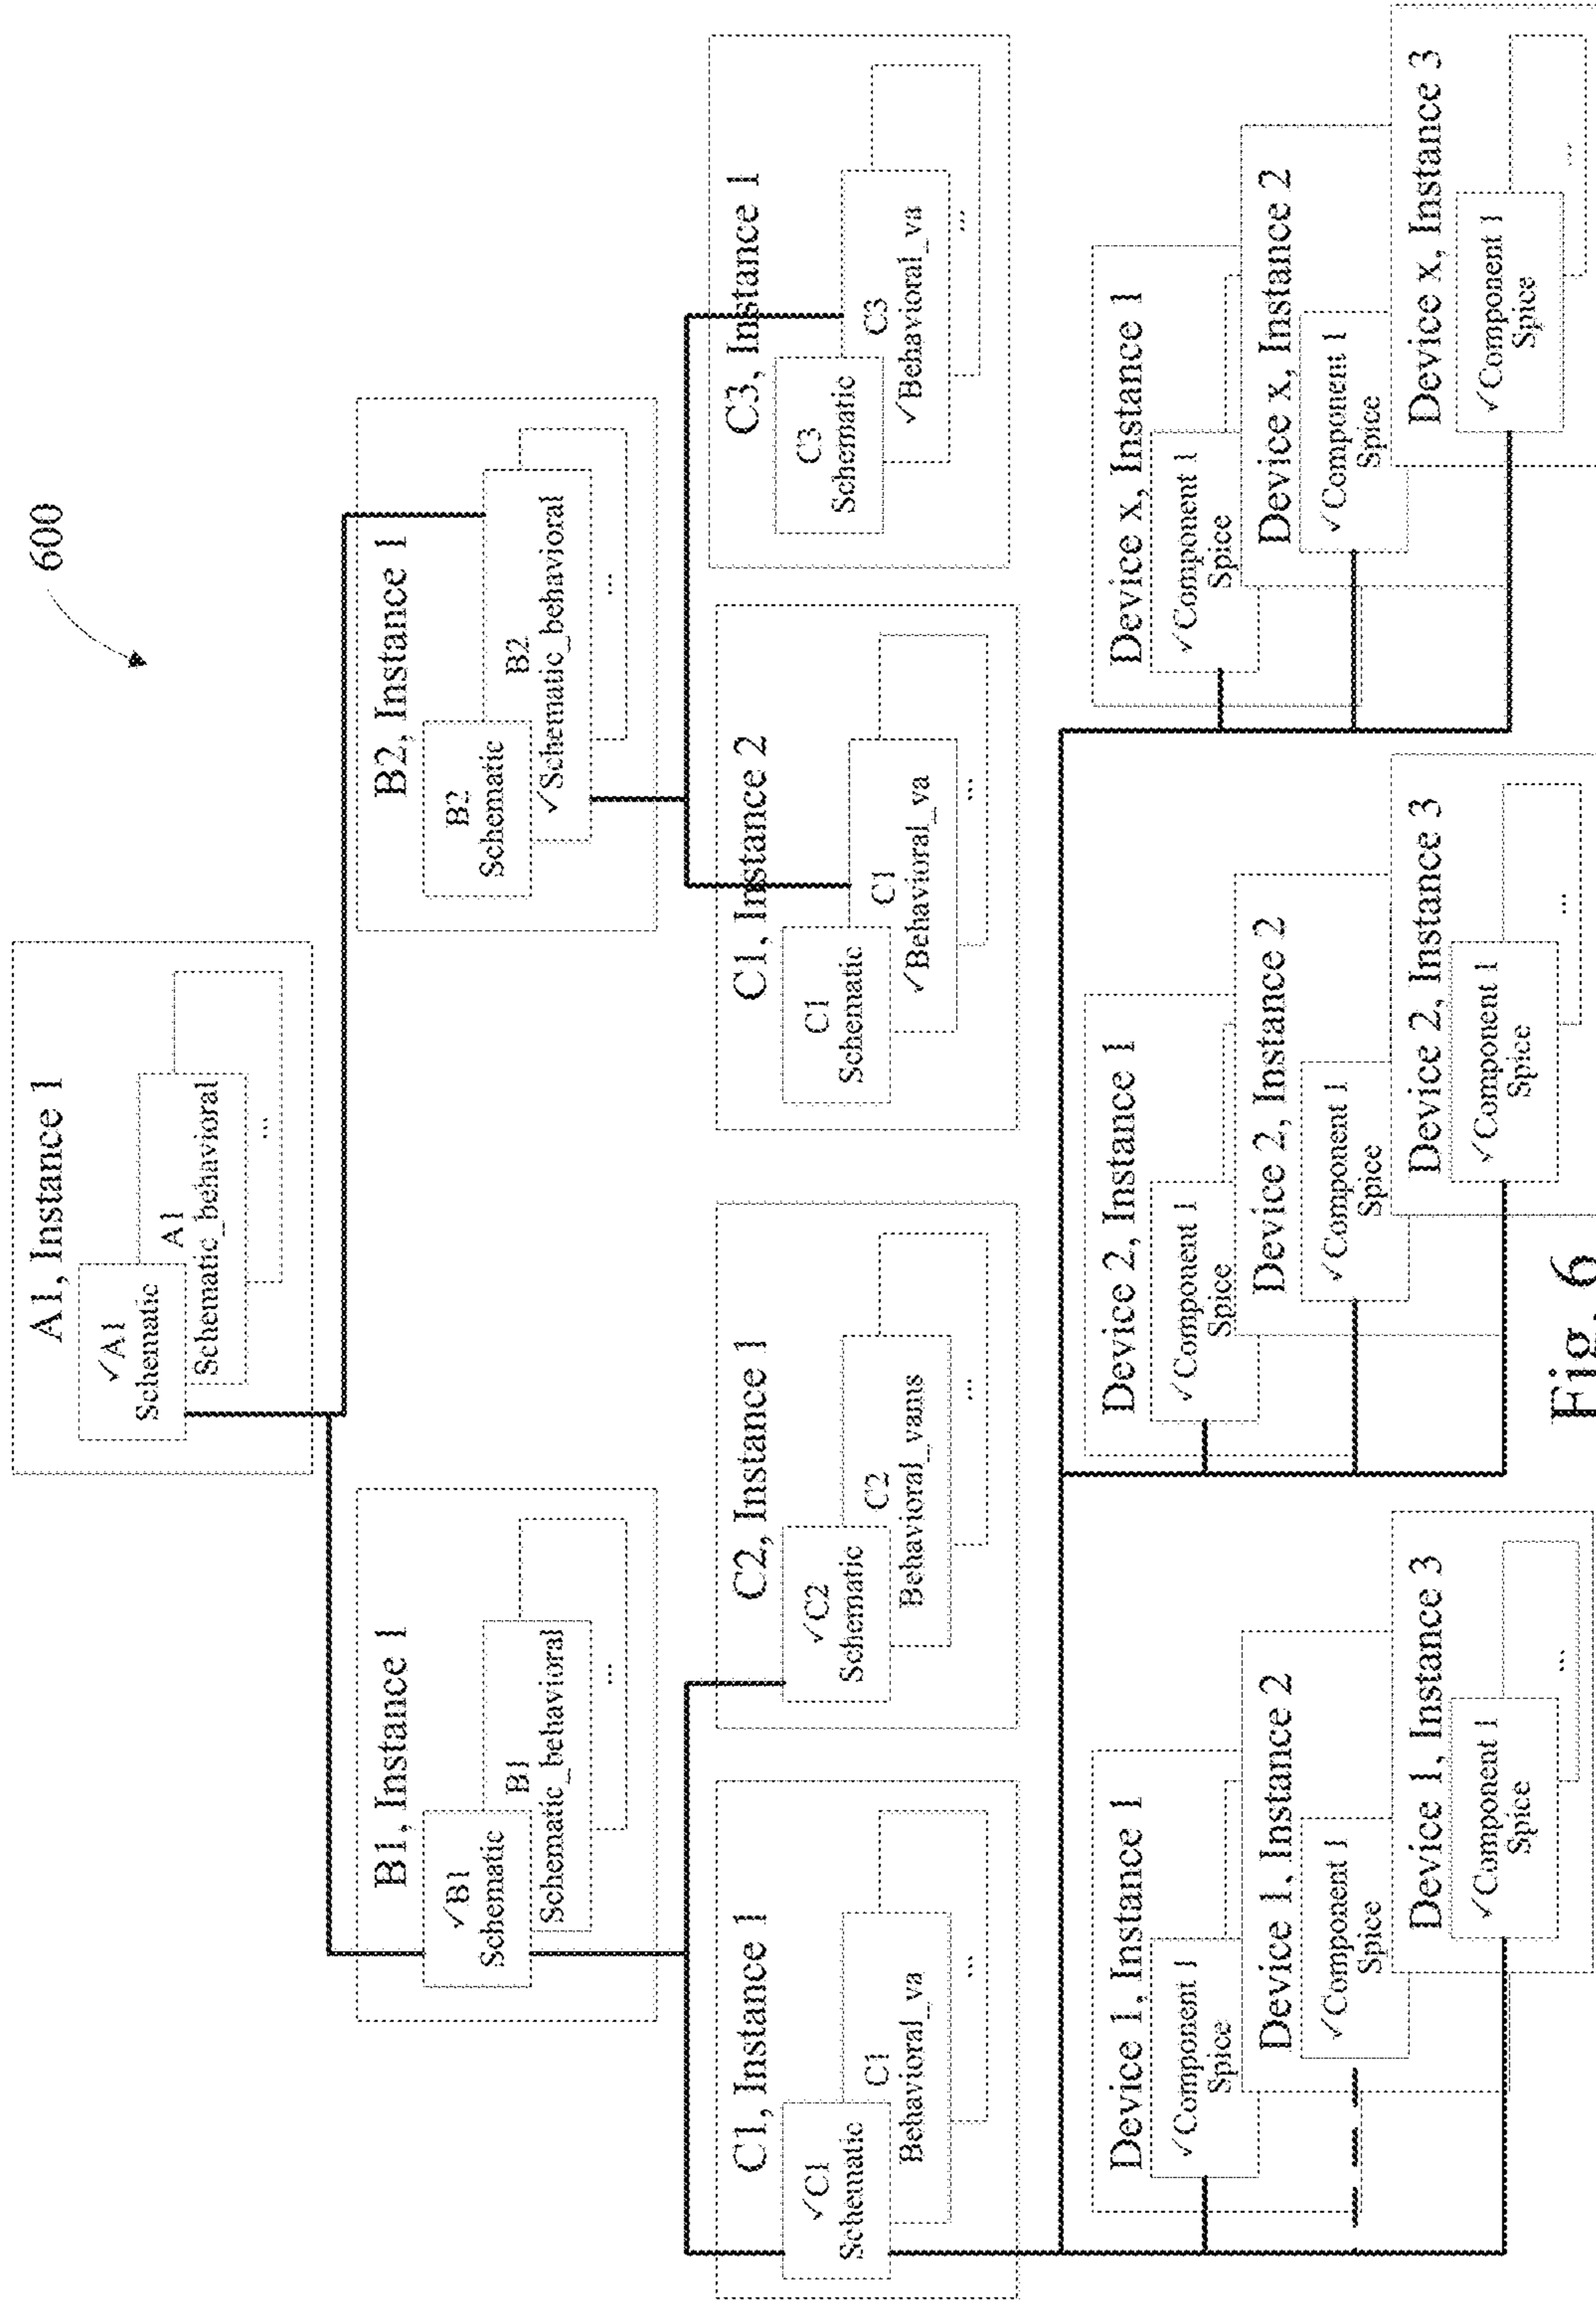 600
A1, Instance 1
✓A1
Schematic
A1
Schematic_behavioral
...
B1, Instance 1
✓B1
Schematic
B1
Schematic_behavioral
...
B2, Instance 1
B2
Schematic
B2
✓Schematic_behavioral
...
C1, Instance 1
✓C1
Schematic
C1
Behavioral_va
...
C2, Instance 1
✓C2
Schematic
C2
Behavioral_vams
...
C1, Instance 2
C1
Schematic
C1
✓Behavioral_va
...
C3, Instance 1
C3
Schematic
C3
✓Behavioral_va
...
Device 1, Instance 1
✓Component 1
Spice
Device 1, Instance 2
✓Component 1
Spice
Device 1, Instance 3
✓Component 1
Spice
...
Device 2, Instance 1
✓Component 1
Spice
Device 2, Instance 2
✓Component 1
Spice
Device 2, Instance 3
✓Component 1
Spice
...
Device x, Instance 1
✓Component 1
Spice
Device x, Instance 2
✓Component 1
Spice
Device x, Instance 3
✓Component 1
Spice
...
Fig. 6